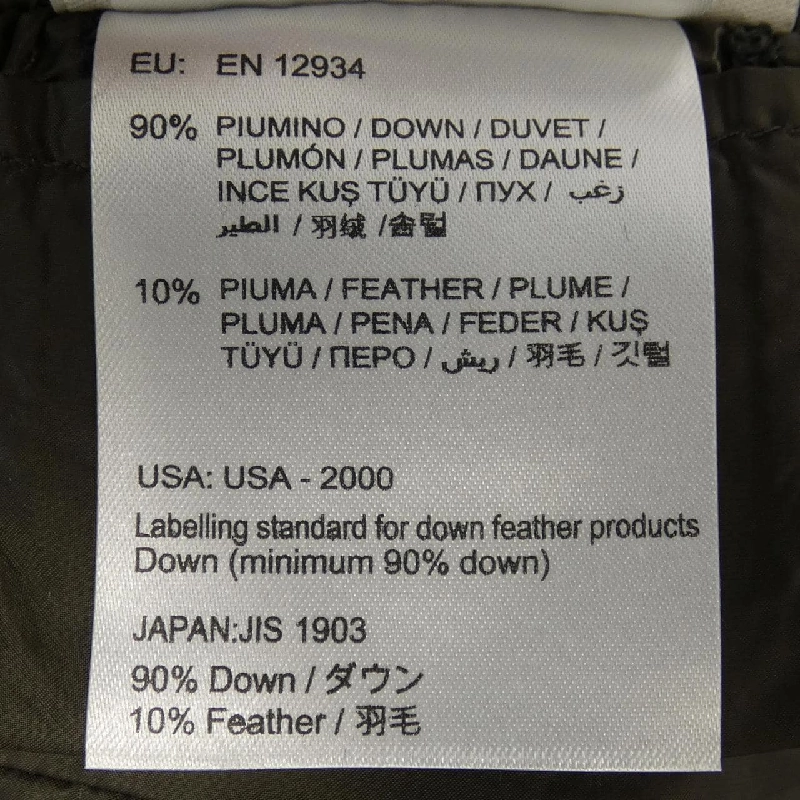 EU: EN 12934
90% PIUMINO / DOWN / DUVET /
PLUMÓN / PLUMAS / DAUNE /
INCE KUŞ TÜYÜ / ПУХ / زغب
الطير / 羽绒 /솜털
10% PIUMA / FEATHER / PLUME /
PLUMA / PENA / FEDER / KUŞ
TÜYÜ / ПЕРО / ريش / 羽毛 / 깃털
USA: USA - 2000
Labelling standard for down feather products
Down (minimum 90% down)
JAPAN:JIS 1903
90% Down / ダウン
10% Feather / 羽毛